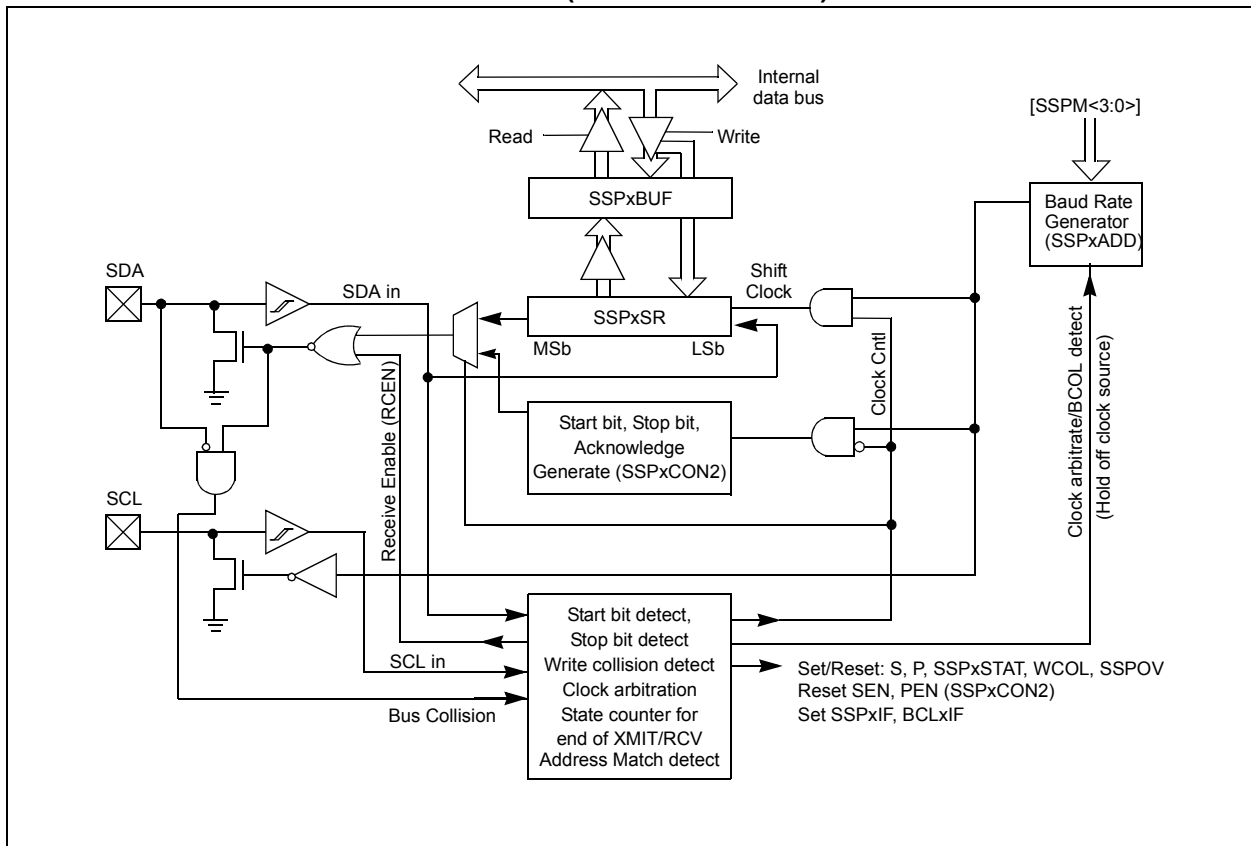 Internal
data bus
[SSPM<3:0>]
Read
Write
SSPxBUF
Baud Rate
Generator
(SSPxADD)
SDA
SDA in
Shift
Clock
SSPxSR
MSb
LSb
Clock Cntl
Receive Enable (RCEN)
Start bit, Stop bit,
Acknowledge
Generate (SSPxCON2)
Clock arbitrate/BCOL detect
(Hold off clock source)
SCL
SCL in
Bus Collision
Start bit detect,
Stop bit detect
Write collision detect
Clock arbitration
State counter for
end of XMIT/RCV
Address Match detect
Set/Reset: S, P, SSPxSTAT, WCOL, SSPOV
Reset SEN, PEN (SSPxCON2)
Set SSPxIF, BCLxIF